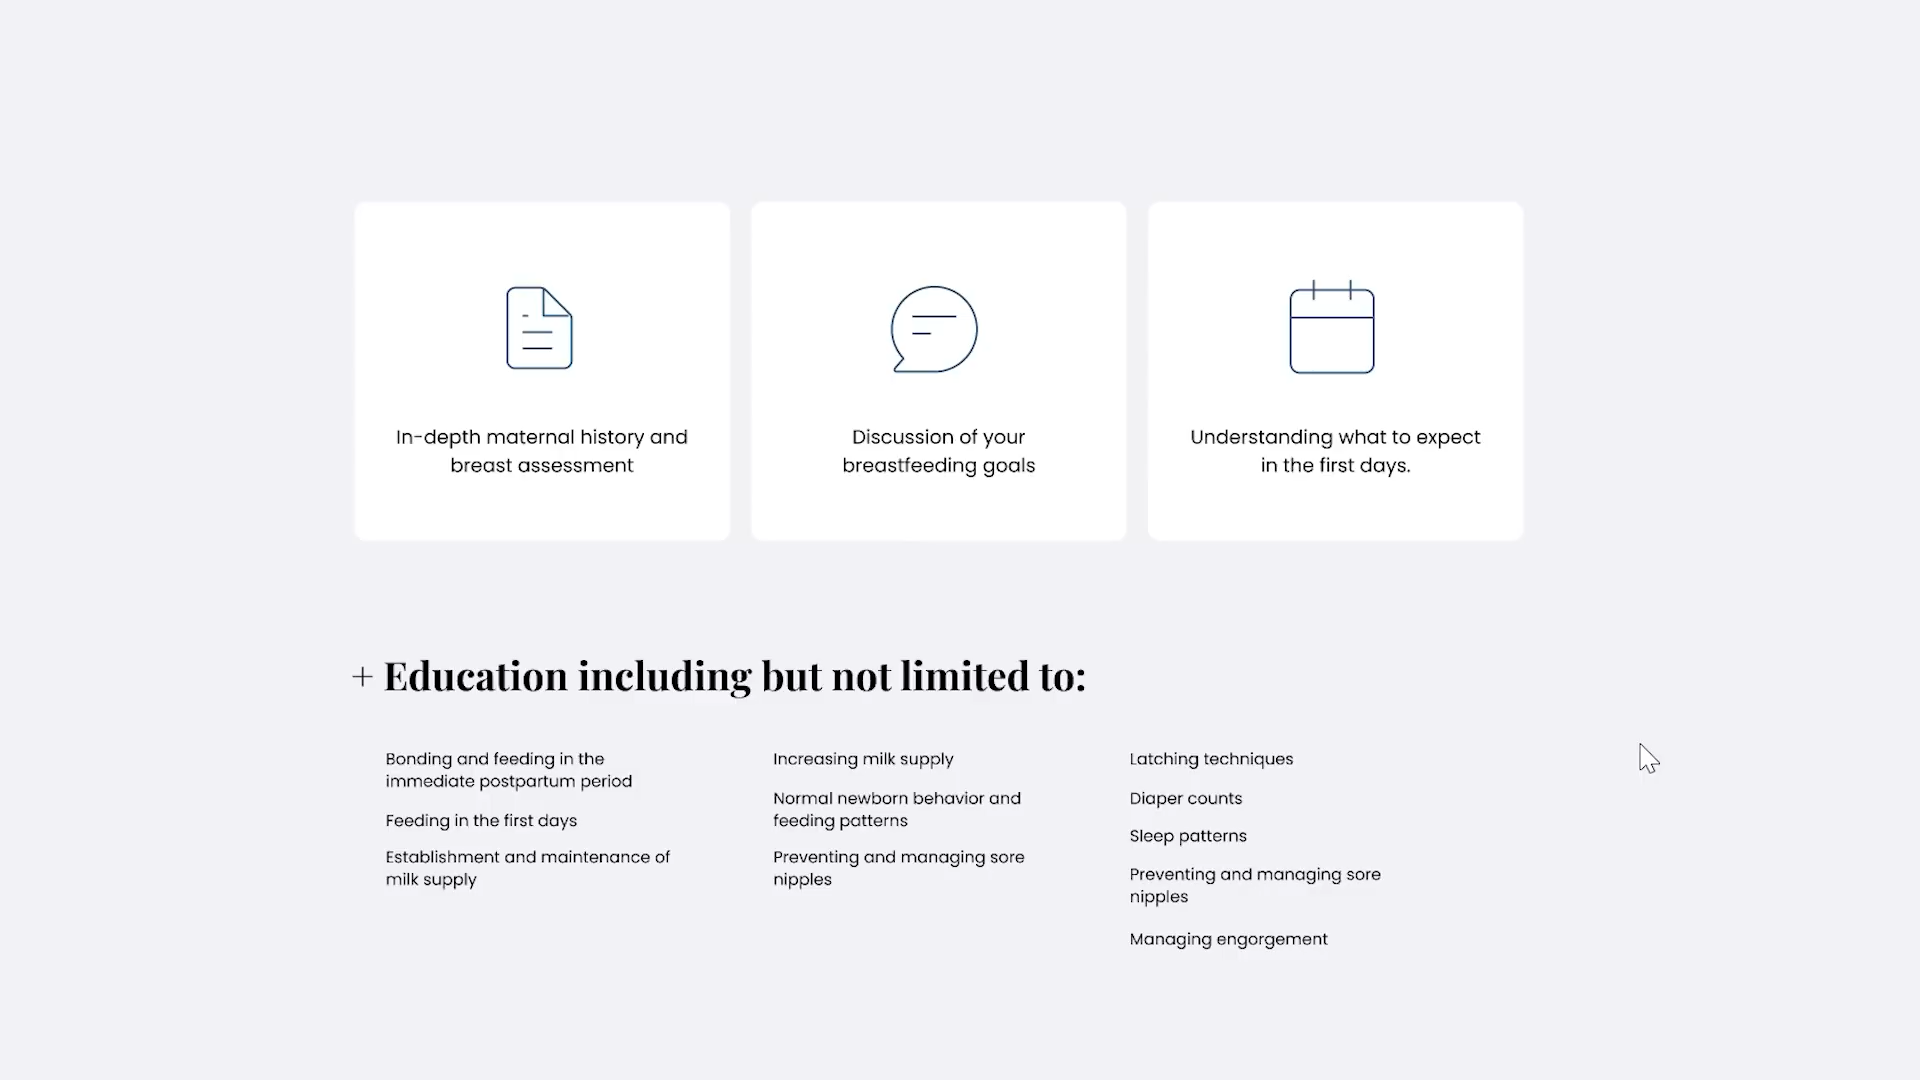 In-depth maternal history and
breast assessment
Discussion of your
breastfeeding goals
Understanding what to expect
in the first days.
+ Education including but not limited to:
Bonding and feeding in the
immediate postpartum period
Feeding in the first days
Establishment and maintenance of
milk supply
Increasing milk supply
Normal newborn behavior and
feeding patterns
Preventing and managing sore
nipples
Latching techniques
Diaper counts
Sleep patterns
Preventing and managing sore
nipples
Managing engorgement